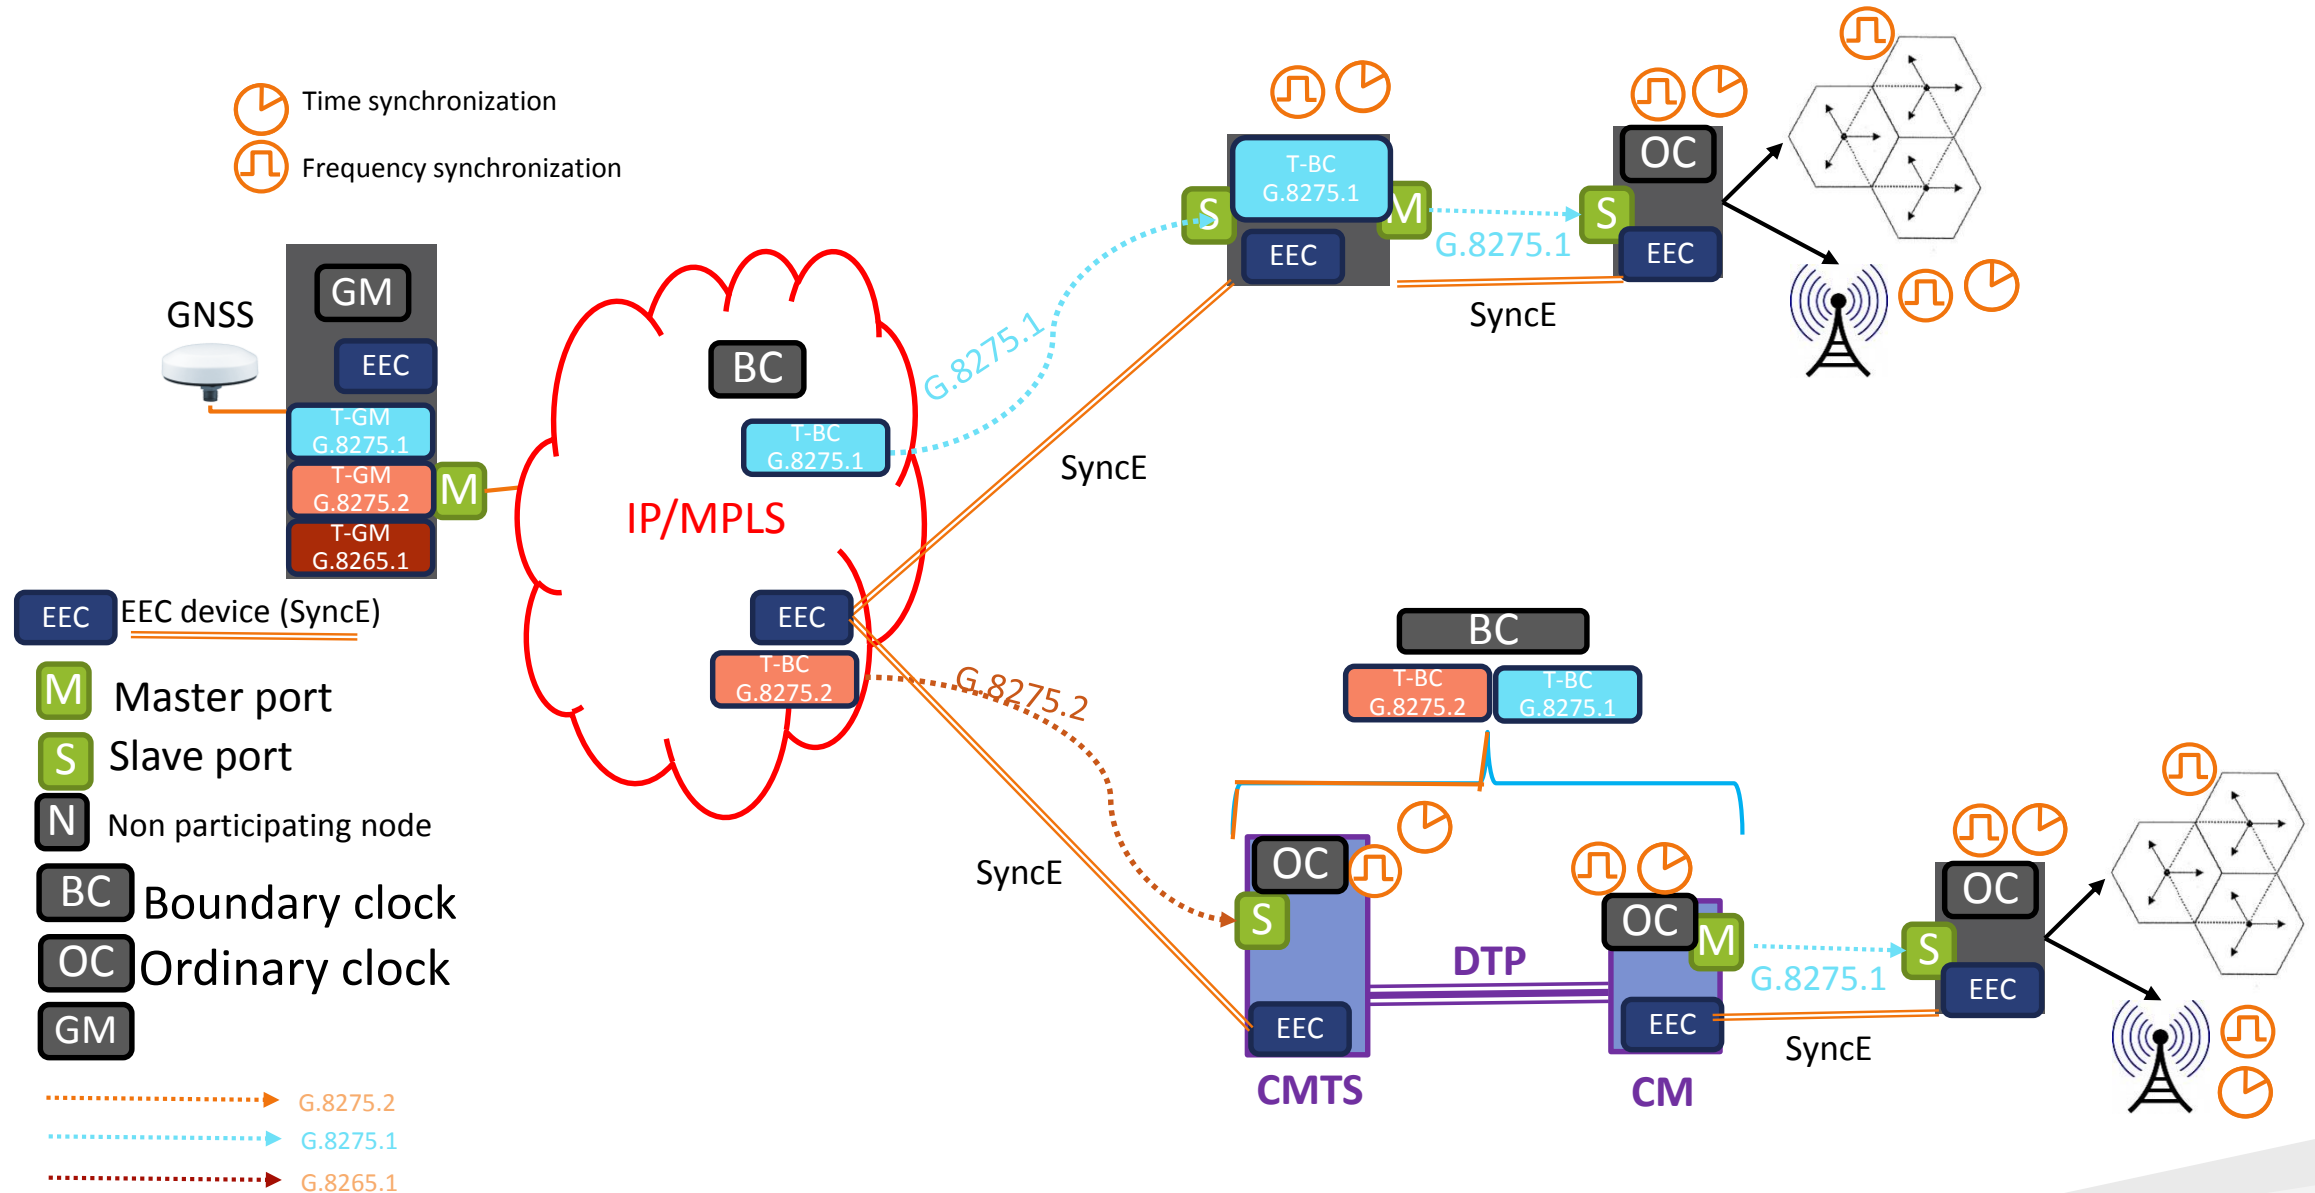 Time synchronization
Frequency synchronization
GNSS
GM
EEC
T-GM
G.8275.1
T-GM
G.8275.2
M
T-GM
G.8265.1
EEC
EEC device (SyncE)
M
Master port
S
Slave port
N
Non participating node
BC
Boundary clock
OC
Ordinary clock
GM
G.8275.2
G.8275.1
G.8265.1
BC
T-BC
G.8275.1
IP/MPLS
EEC
T-BC
G.8275.2
G.8275.1
SyncE
G.8275.2
SyncE
T-BC
G.8275.1
S
M
EEC
G.8275.1
SyncE
OC
S
EEC
BC
T-BC
G.8275.2
T-BC
G.8275.1
OC
S
EEC
CMTS
DTP
OC
M
EEC
CM
G.8275.1
SyncE
OC
S
EEC